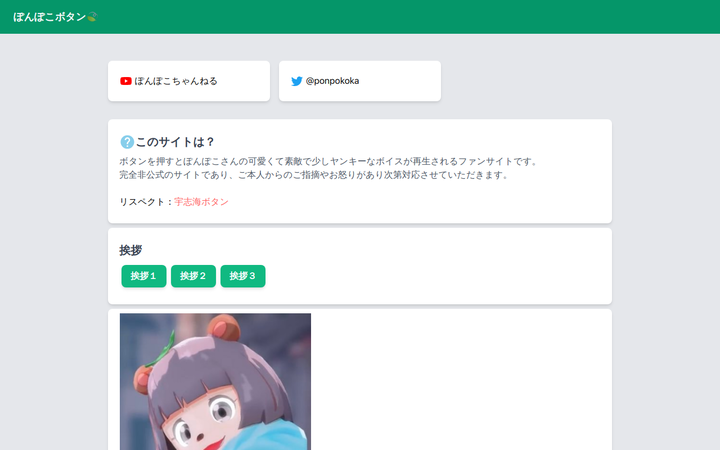 ぽんぽこボタン🍃
ぽんぽこちゃんねる
@ponpokoka
このサイトは？
ボタンを押すとぽんぽこさんの可愛くて素敵で少しヤンキーなボイスが再生されるファンサイトです。
完全非公式のサイトであり、ご本人からのご指摘やお怒りがあり次第対応させていただきます。
リスペクト：宇志海ボタン
挨拶
挨拶１
挨拶２
挨拶３